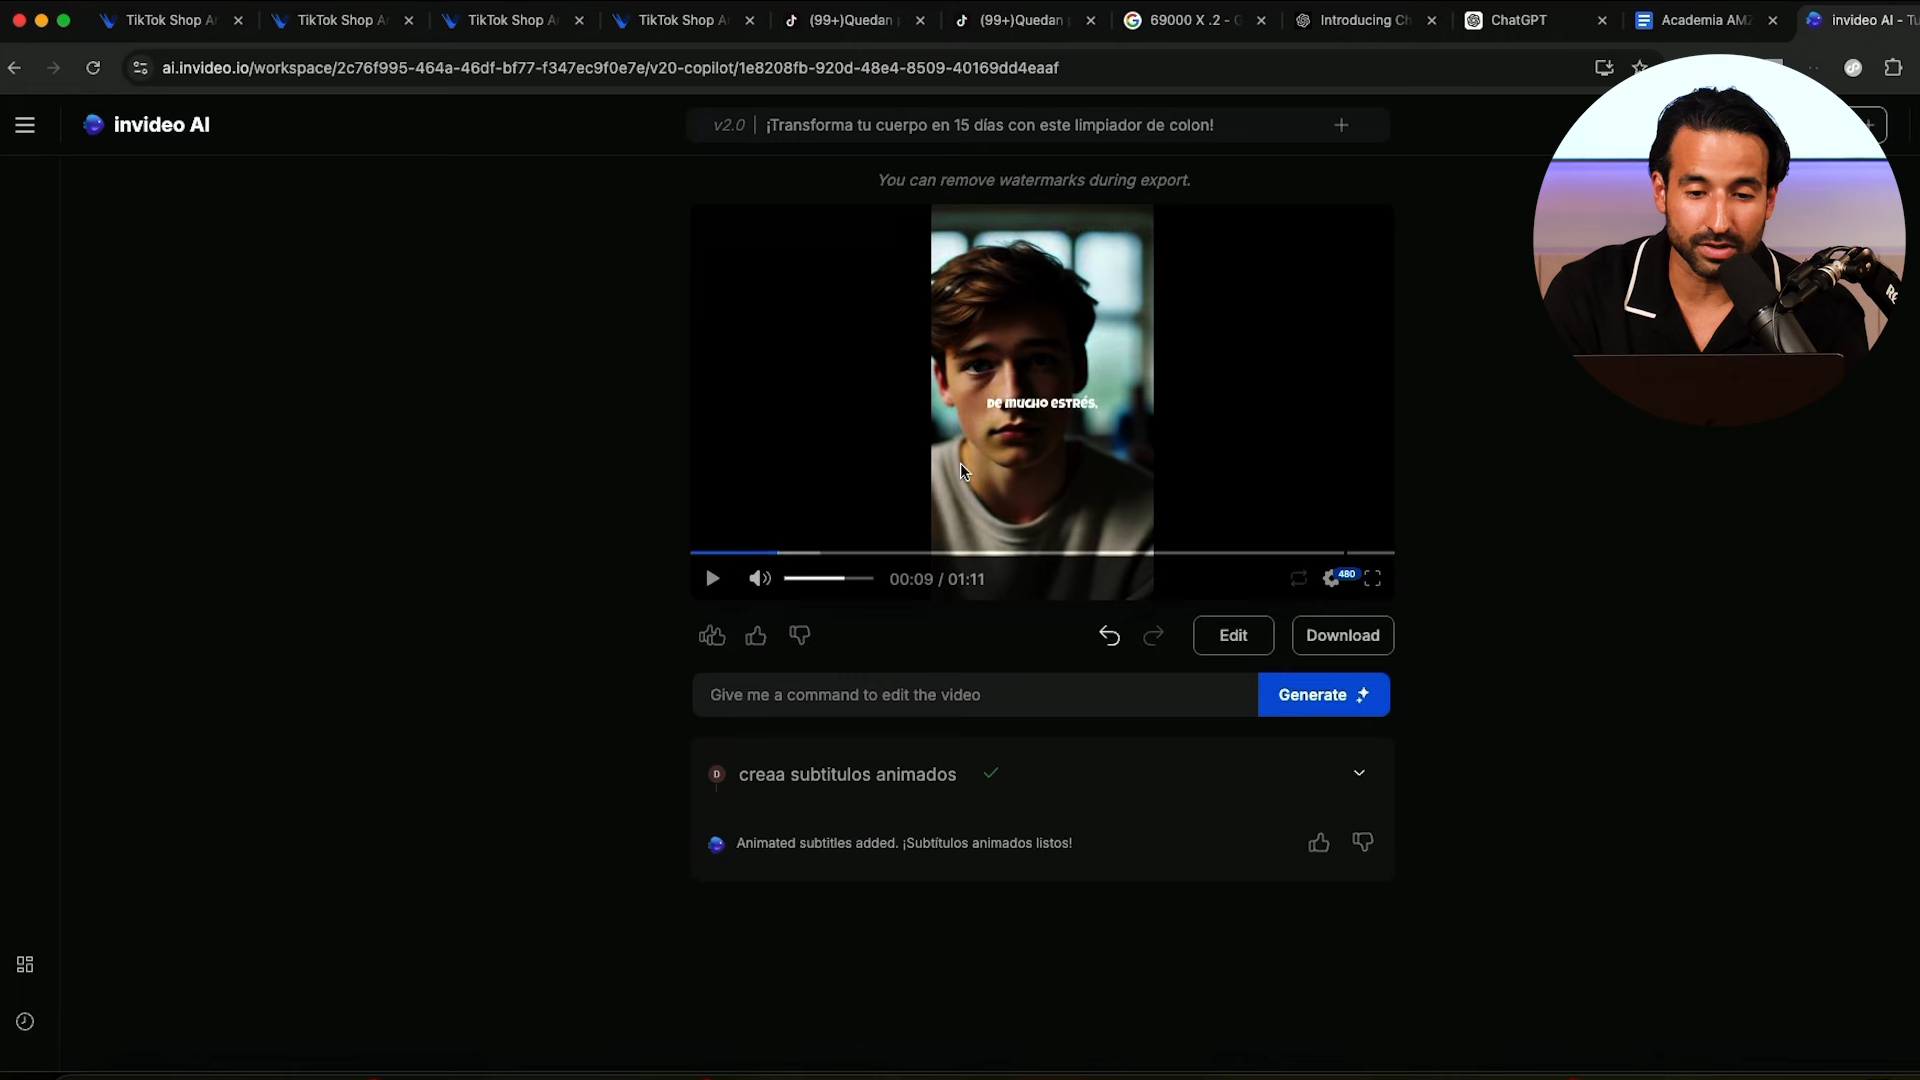 TikTok Shop A
TikTok Shop A
TikTok Shop A
TikTok Shop A
(99+)Quedan
(99+)Quedan
69000 X .2 - G
Introducing Ch
ChatGPT
Academia AMZ
invideo AI - Tu
ai.invideo.io/workspace/2c76f995-464a-46df-bf77-f347ec9f0e7e/v20-copilot/1e8208fb-920d-48e4-8509-40169dd4eaaf
invideo AI
v2.0 | ¡Transforma tu cuerpo en 15 días con este limpiador de colon!
You can remove watermarks during export.
De mucho estrés.
00:09 / 01:11
480
Edit
Download
Give me a command to edit the video
Generate
D
creaa subtitulos animados
Animated subtitles added. ¡Subtítulos animados listos!